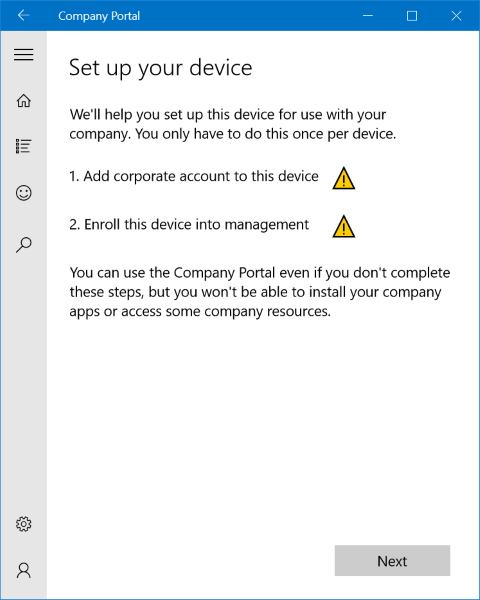 Company Portal
Set up your device
We'll help you set up this device for use with your
company. You only have to do this once per device.
1. Add corporate account to this device
2. Enroll this device into management
You can use the Company Portal even if you don't complete
these steps, but you won't be able to install your company
apps or access some company resources.
Next